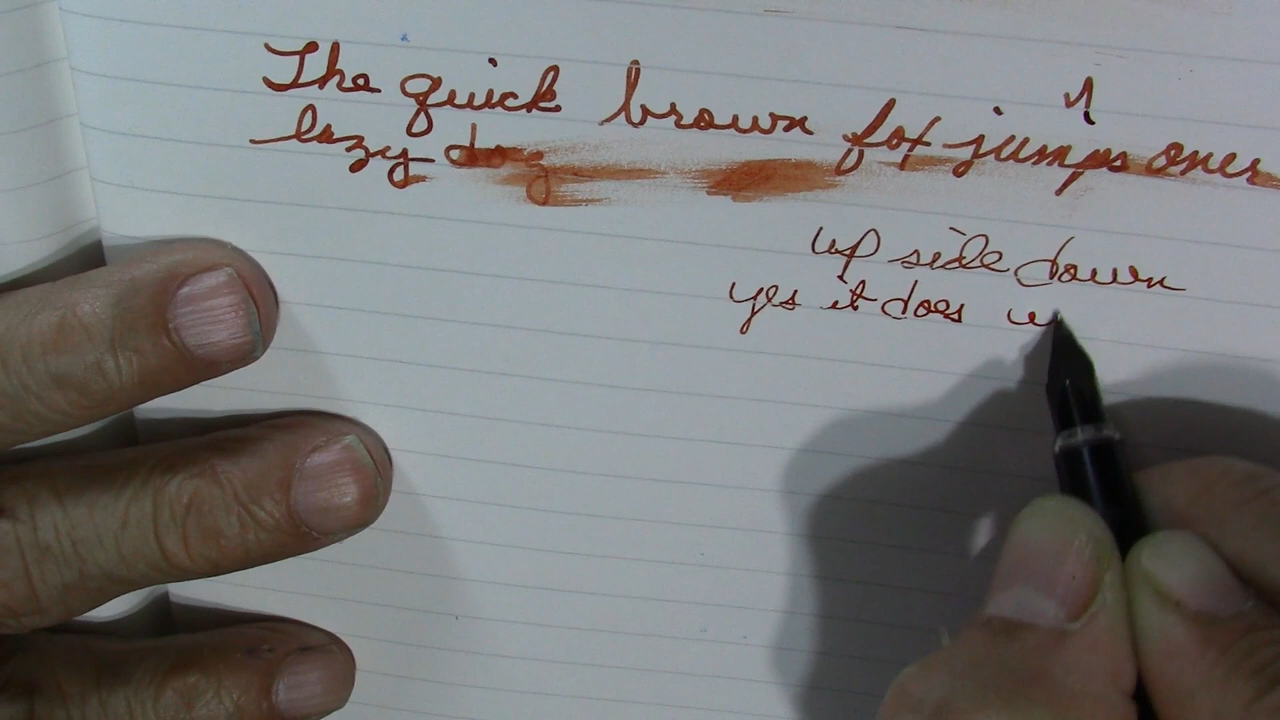 The quick brown fox jumps over
lazy dog
up side down
yes it does w